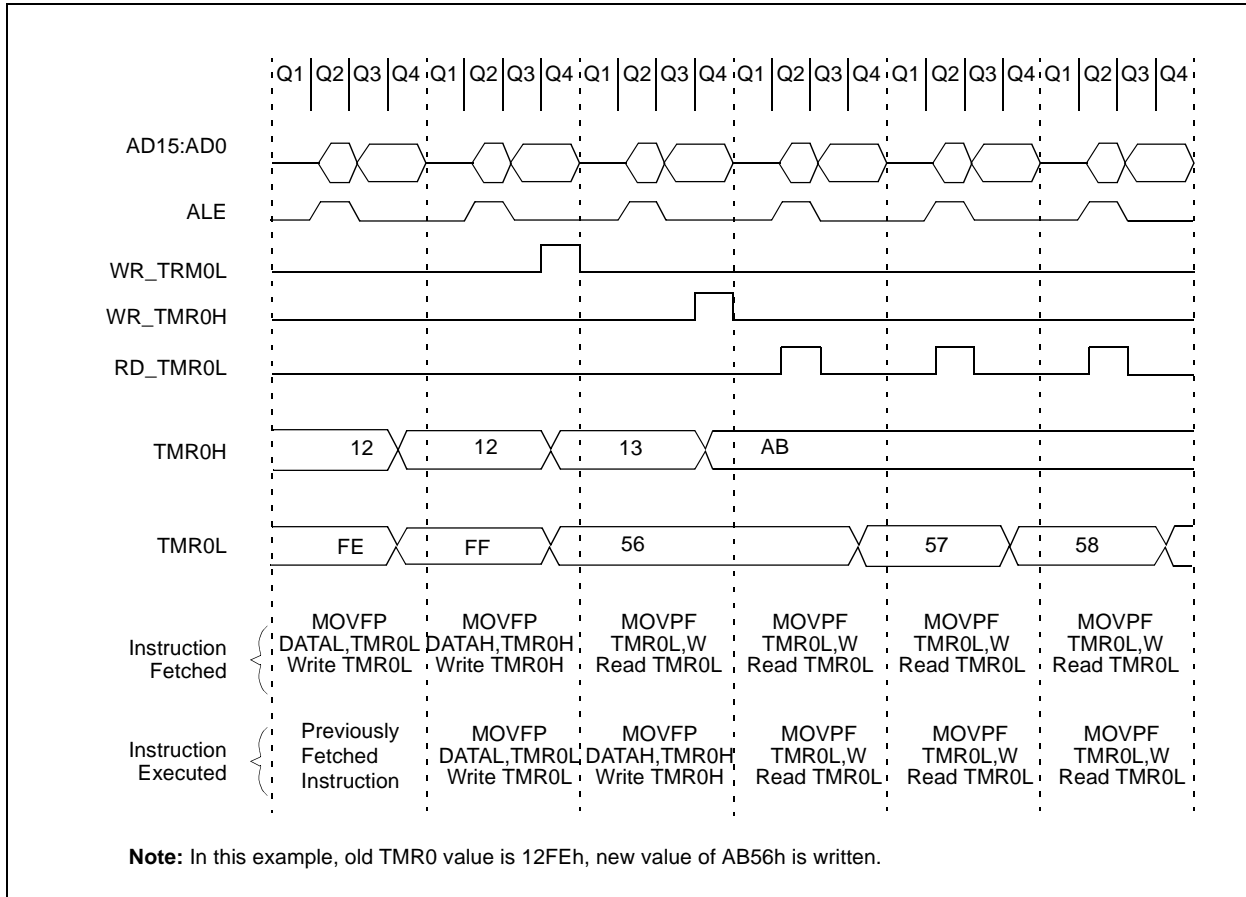 Q1 Q2 Q3 Q4 Q1 Q2 Q3 Q4 Q1 Q2 Q3 Q4 Q1 Q2 Q3 Q4 Q1 Q2 Q3 Q4 Q1 Q2 Q3 Q4
AD15:AD0
ALE
WR_TRM0L
WR_TMR0H
RD_TMR0L
TMR0H 12 12 13 AB
TMR0L FE FF 56 57 58
Instruction
Fetched
MOVFP
DATAL,TMR0L
Write TMR0L
MOVFP
DATAH,TMR0H
Write TMR0H
MOVPF
TMR0L,W
Read TMR0L
MOVPF
TMR0L,W
Read TMR0L
MOVPF
TMR0L,W
Read TMR0L
MOVPF
TMR0L,W
Read TMR0L
Instruction
Executed
Previously
Fetched
Instruction
MOVFP
DATAL,TMR0L
Write TMR0L
MOVFP
DATAH,TMR0H
Write TMR0H
MOVPF
TMR0L,W
Read TMR0L
MOVPF
TMR0L,W
Read TMR0L
MOVPF
TMR0L,W
Read TMR0L
Note: In this example, old TMR0 value is 12FEh, new value of AB56h is written.